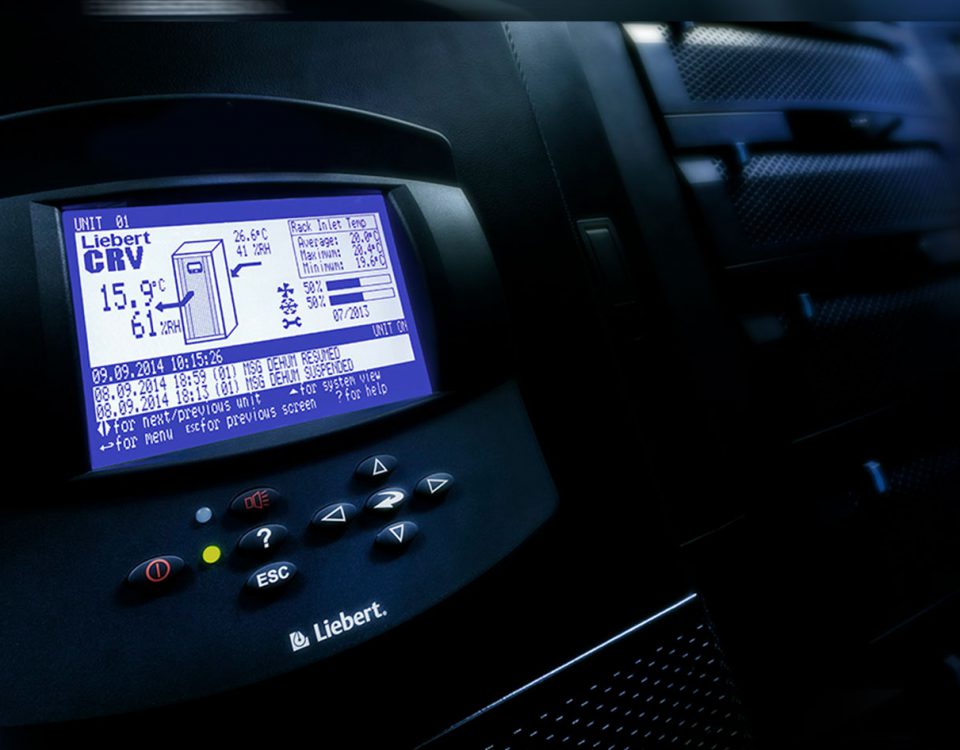 UNIT 01
Liebert
CRV
15.9°C
61 %RH
26.6°C
41 %RH
Rack Inlet Temp
Average: 20.0°C
Maximum: 20.4°C
Minimum: 19.6°C
50%
50%
07/2013
UNIT ON
09.09.2014 10:15:26
08.09.2014 18:59 (01) MSG DEHUM RESUMED
08.09.2014 18:13 (01) MSG DEHUM SUSPENDED
for next/previous unit for system view
for Menu ESC for previous screen ? for help
?
ESC
Liebert.